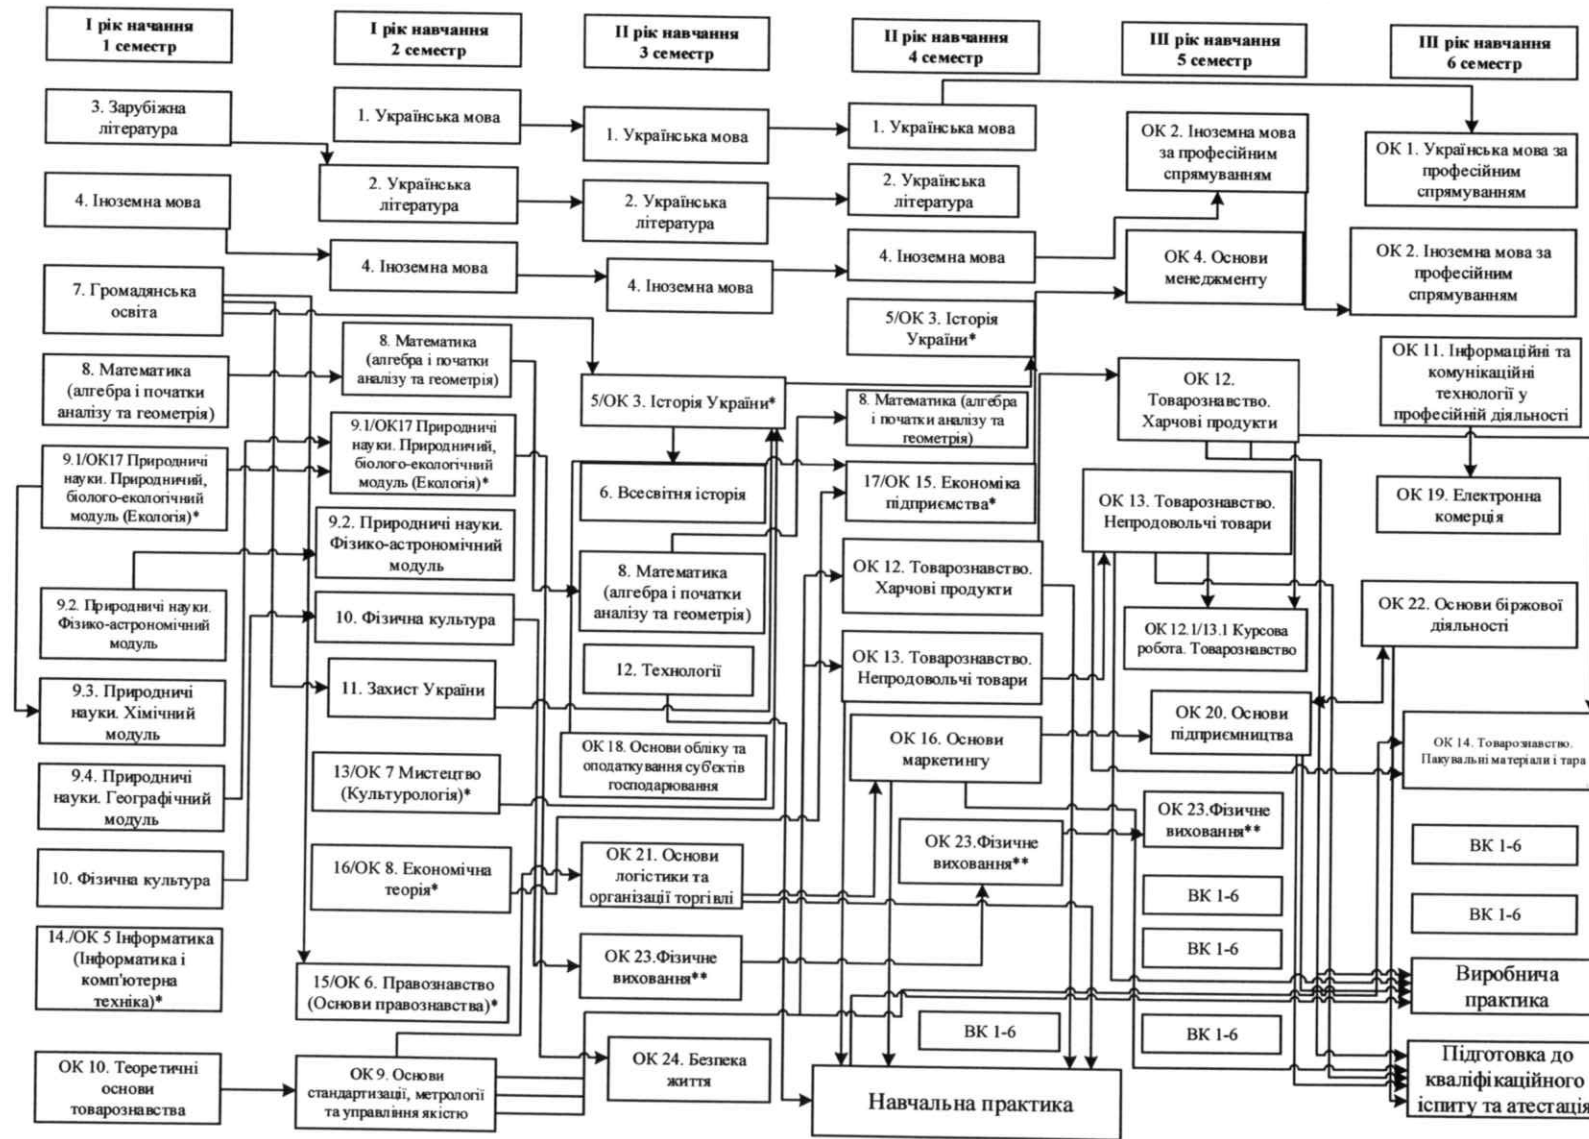 I рік начання
1 семестр
I рік навчання
2 семестр
II рік навчання
3 семестр
II рік навчання
4 семестр
III рік навчання
5 семестр
III рік навчання
6 семестр
3. Зарубіжна
література
4. Іноземна мова
7. Громадянська
освіта
8. Математика
(алгебра і початки
аналізу та геометрія)
9.1/ОК17 Природничі
науки. Природничий,
біолого-екологічний
модуль (Екологія)*
9.2. Природничі науки.
Фізико-астрономічний
модуль
9.3. Природничі
науки. Хімічний
модуль
9.4. Природничі
науки. Географічний
модуль
10. Фізична культура
14./ОК 5 Інформатика
(Інформатика і
комп'ютерна
техніка)*
ОК 10. Теоретичні
основи
товарознавства
1. Українська мова
2. Українська
література
4. Іноземна мова
8. Математика
(алгебра і початки
аналізу та геометрія)
9.1/ОК17 Природничі
науки. Природничий,
біолого-екологічний
модуль (Екологія)*
9.2. Природничі науки.
Фізико-астрономічний
модуль
10. Фізична культура
11. Захист України
13/ОК 7 Мистецтво
(Культурологія)*
16/ОК 8. Економічна
теорія*
15/ОК 6. Правознавство
(Основи правознавства)*
ОК 9. Основи
стандартизації, метрології
та управління якістю
1. Українська мова
2. Українська
література
4. Іноземна мова
5/ОК 3. Історія України*
6. Всесвітня історія
8. Математика
(алгебра і початки
аналізу та геометрія)
12. Технології
ОК 18. Основи обліку та
оподаткування суб'єктів
господарювання
ОК 21. Основи
логістики та
організації торгівлі
ОК 23.Фізичне
виховання**
ОК 24. Безпека
життя
1. Українська мова
2. Українська
література
4. Іноземна мова
5/ОК 3. Історія
України*
8. Математика (алгебра
і початки аналізу та
геометрія)
17/ОК 15. Економіка
підприємства*
ОК 12. Товарознавство.
Харчові продукти
ОК 13. Товарознавство.
Непродовольчі товари
ОК 16. Основи
маркетингу
ОК 23.Фізичне
виховання**
ВК 1-6
Навчальна практика
ОК 2. Іноземна мова
за професійним
спрямуванням
ОК 4. Основи
менеджменту
ОК 12.
Товарознавство.
Харчові продукти
ОК 13. Товарознавство.
Непродовольчі товари
ОК 12.1/13.1 Курсова
робота. Товарознавство
ОК 20. Основи
підприємництва
ОК 23.Фізичне
виховання**
ВК 1-6
ВК 1-6
ВК 1-6
ОК 1. Українська мова за
професійним
спрямуванням
ОК 2. Іноземна мова за
професійним
спрямуванням
ОК 11. Інформаційні та
комунікаційні
технології у
професійній діяльності
ОК 19. Електронна
комерція
ОК 22. Основи біржової
діяльності
ОК 14. Товарознавство.
Пакувальні матеріали і тара
ВК 1-6
ВК 1-6
Виробнича
практика
Підготовка до
кваліфікаційного
іспиту та атестація